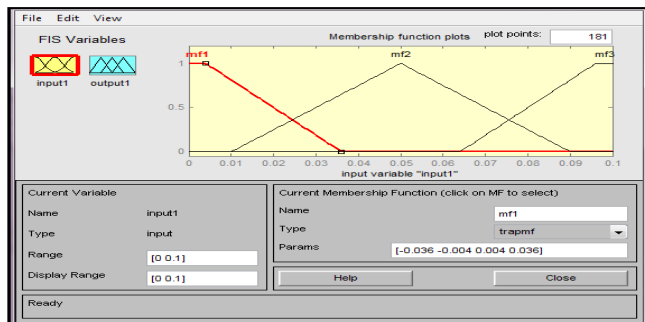 File Edit View
FIS Variables
Membership function plots
plot points:
181
input1
output1
mf1
mf2
mf3
1
0.5
0
0 0.01 0.02 0.03 0.04 0.05 0.06 0.07 0.08 0.09 0.1
input variable "input1"
Current Variable
Name input1
Type input
Range [0 0.1]
Display Range [0 0.1]
Current Membership Function (click on MF to select)
Name mf1
Type trapmf
Params [-0.036 -0.004 0.004 0.036]
Help Close
Ready